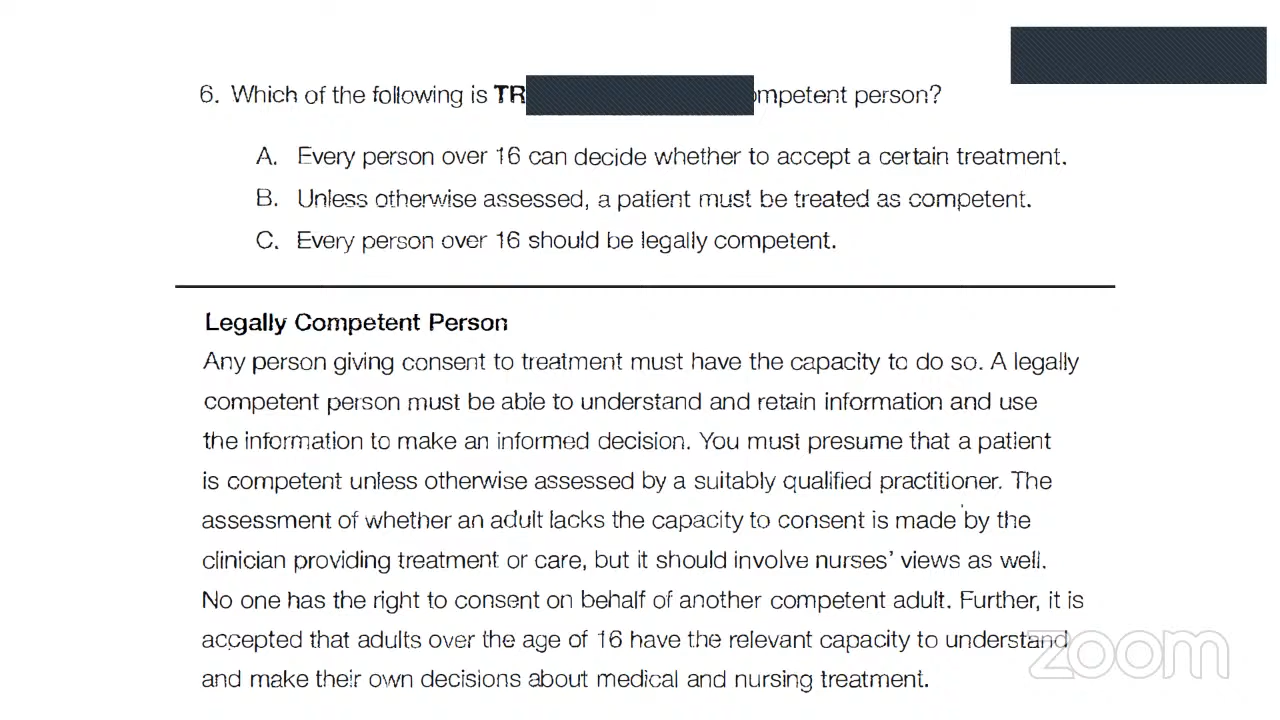 6. Which of the following is TR ompetent person?
A. Every person over 16 can decide whether to accept a certain treatment.
B. Unless otherwise assessed, a patient must be treated as competent.
C. Every person over 16 should be legally competent.
Legally Competent Person
Any person giving consent to treatment must have the capacity to do so. A legally
competent person must be able to understand and retain information and use
the information to make an informed decision. You must presume that a patient
is competent unless otherwise assessed by a suitably qualified practitioner. The
assessment of whether an adult lacks the capacity to consent is made by the
clinician providing treatment or care, but it should involve nurses' views as well.
No one has the right to consent on behalf of another competent adult. Further, it is
accepted that adults over the age of 16 have the relevant capacity to understand
and make their own decisions about medical and nursing treatment.
zoom